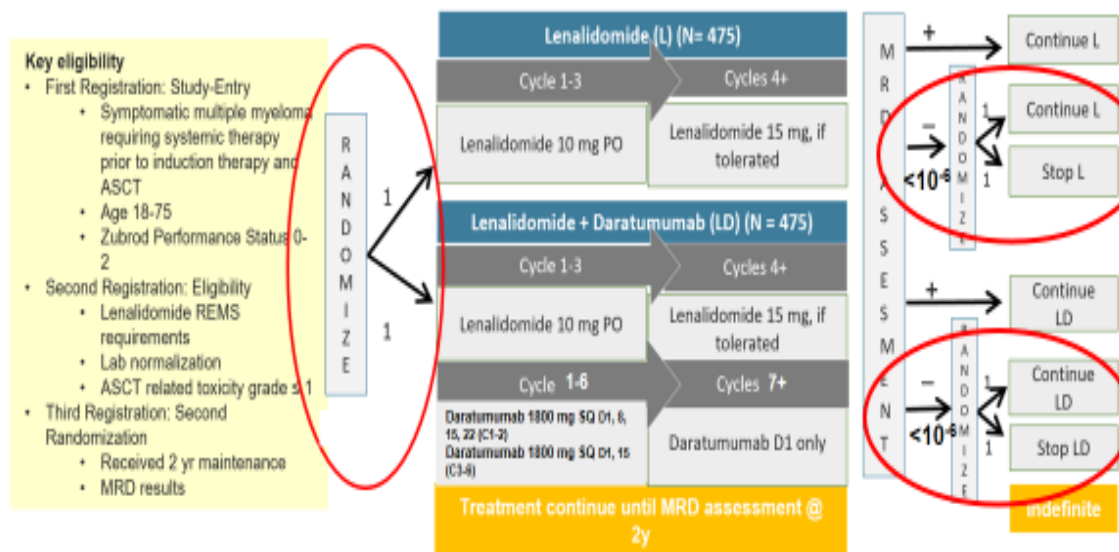 Key eligibility
• First Registration: Study-Entry
• Symptomatic multiple myeloma
requiring systemic therapy
prior to induction therapy and
ASCT
• Age 18-75
• Zubrod Performance Status 0-
2
• Second Registration: Eligibility
• Lenalidomide REMS
requirements
• Lab normalization
• ASCT related toxicity grade ≤ 1
• Third Registration: Second
Randomization
• Received 2 yr maintenance
• MRD results
RANDOMIZE
1
1
Lenalidomide (L) (N= 475)
Cycle 1-3
Cycles 4+
Lenalidomide 10 mg PO
Lenalidomide 15 mg, if
tolerated
Lenalidomide + Daratumumab (LD) (N = 475)
Cycle 1-3
Cycles 4+
Lenalidomide 10 mg PO
Lenalidomide 15 mg, if
tolerated
Cycle 1-6
Cycles 7+
Daratumumab 1800 mg SQ D1, 8,
15, 22 (C1-2)
Daratumumab 1800 mg SQ D1, 15
(C3-6)
Daratumumab D1 only
Treatment continue until MRD assessment @
2y
MRD ASSESSMENT
+
Continue L
−
<10-6
RANDOMIZE
1
1
Continue L
Stop L
+
Continue
LD
−
<10-6
RANDOMIZE
1
1
Continue
LD
Stop LD
Indefinite